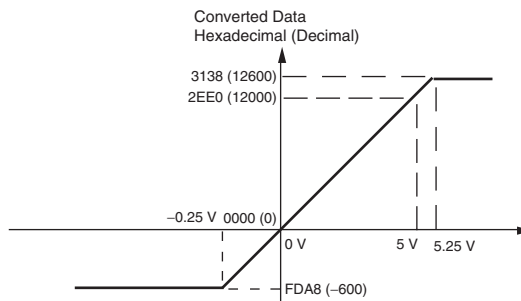 Converted Data
Hexadecimal (Decimal)
3138 (12600)
2EE0 (12000)
−0.25 V 0000 (0)
0 V 5 V 5.25 V
FDA8 (−600)